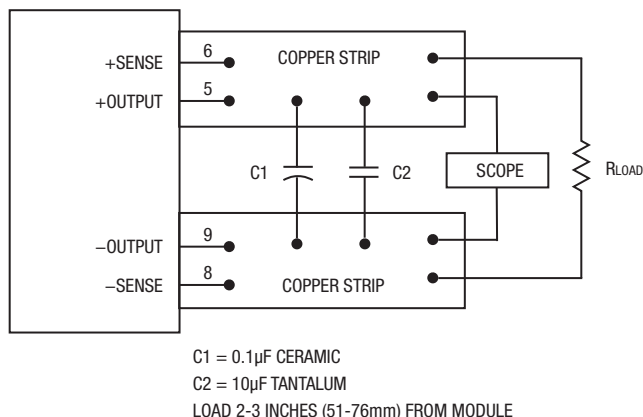 +SENSE 6 COPPER STRIP
+OUTPUT 5
C1 C2 SCOPE RLOAD
−OUTPUT 9
−SENSE 8 COPPER STRIP
C1 = 0.1µF CERAMIC
C2 = 10µF TANTALUM
LOAD 2-3 INCHES (51-76mm) FROM MODULE